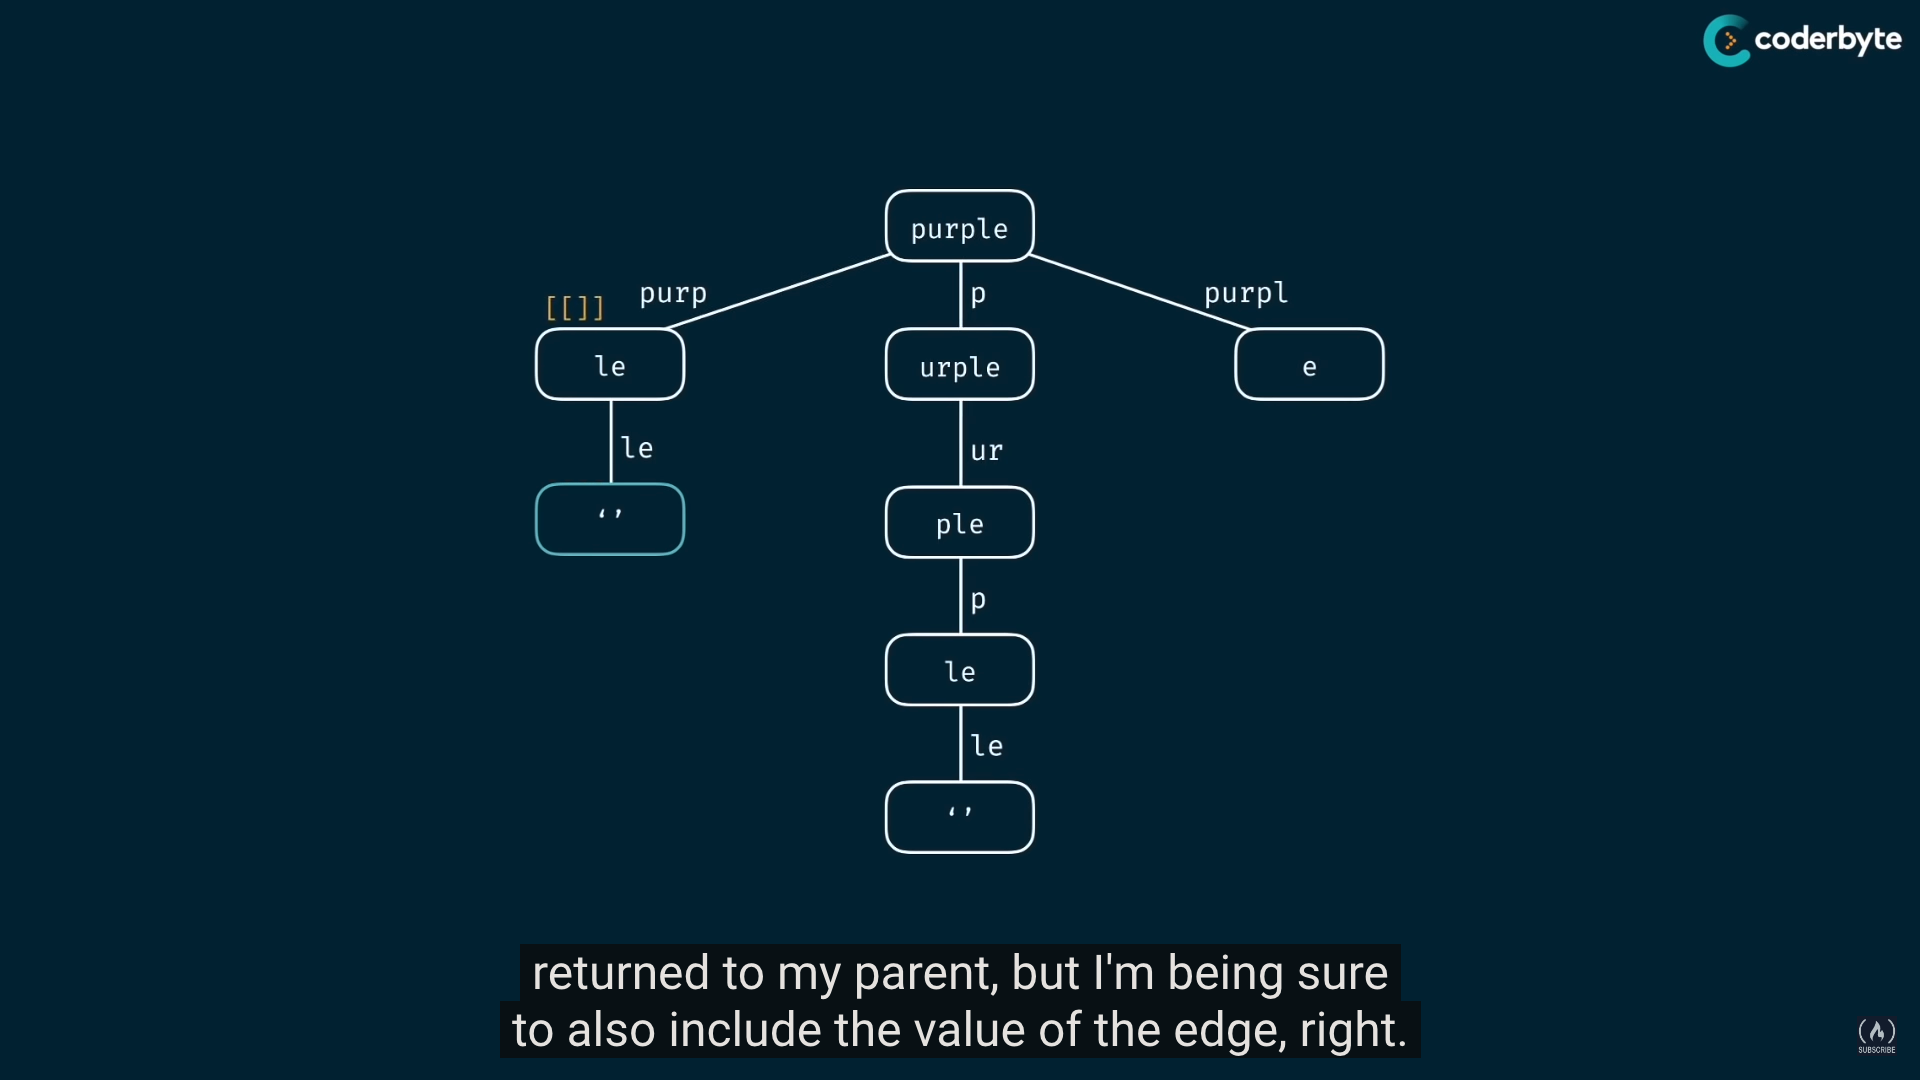 coderbyte
purple
purp
p
purpl
[[]]
le
urple
e
le
ur
‘’
ple
p
le
le
‘’
returned to my parent, but I'm being sure
to also include the value of the edge, right.
SUBSCRIBE